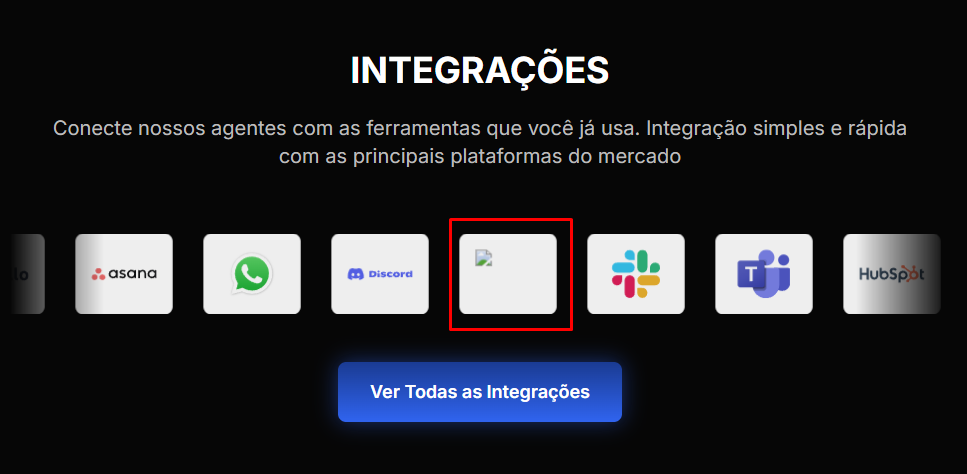 INTEGRAÇÕES
Conecte nossos agentes com as ferramentas que você já usa. Integração simples e rápida
com as principais plataformas do mercado
asana
Discord
T
HubSpot
Ver Todas as Integrações